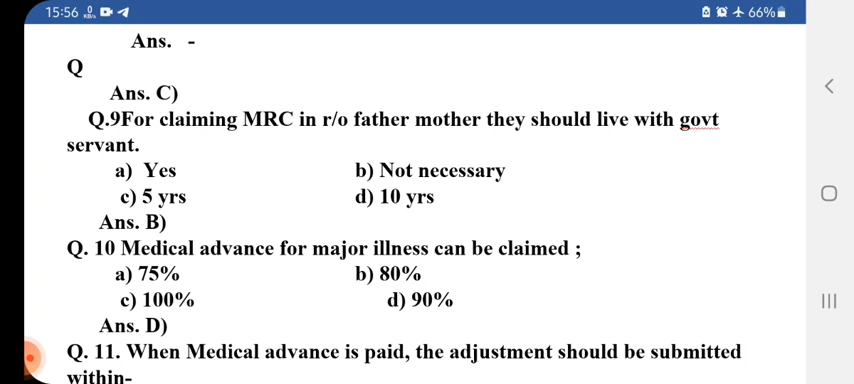 15:56 0 KB/s 66%
Ans. -
Q
Ans. C)
Q.9For claiming MRC in r/o father mother they should live with govt
servant.
a) Yes b) Not necessary
c) 5 yrs d) 10 yrs
Ans. B)
Q. 10 Medical advance for major illness can be claimed ;
a) 75% b) 80%
c) 100% d) 90%
Ans. D)
Q. 11. When Medical advance is paid, the adjustment should be submitted
within-